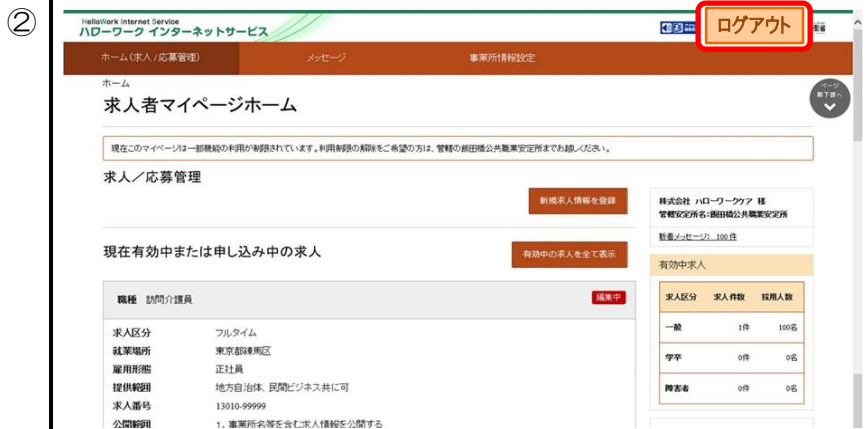 ②
HelloWork Internet Service
ハローワーク インターネットサービス
ログアウト
ホーム（求人/応募管理）
メッセージ
事業所情報設定
ホーム
求人者マイページホーム
ページ
最下部へ
現在このマイページは一部機能の利用が制限されています。利用制限の解除をご希望の方は、管轄の飯田橋公共職業安定所までお越しください。
求人／応募管理
新規求人情報を登録
株式会社 ハローワークケア 様
管轄安定所名:飯田橋公共職業安定所
新着メッセージ: 100件
現在有効中または申し込み中の求人
有効中の求人を全て表示
有効中求人
求人区分 求人件数 採用人数
一般 1件 100名
学卒 0件 0名
障害者 0件 0名
職種 訪問介護員
編集中
求人区分 フルタイム
就業場所 東京都練馬区
雇用形態 正社員
提供範囲 地方自治体、民間ビジネス共に可
求人番号 13010-99999
公開範囲 1．事業所名等を含む求人情報を公開する